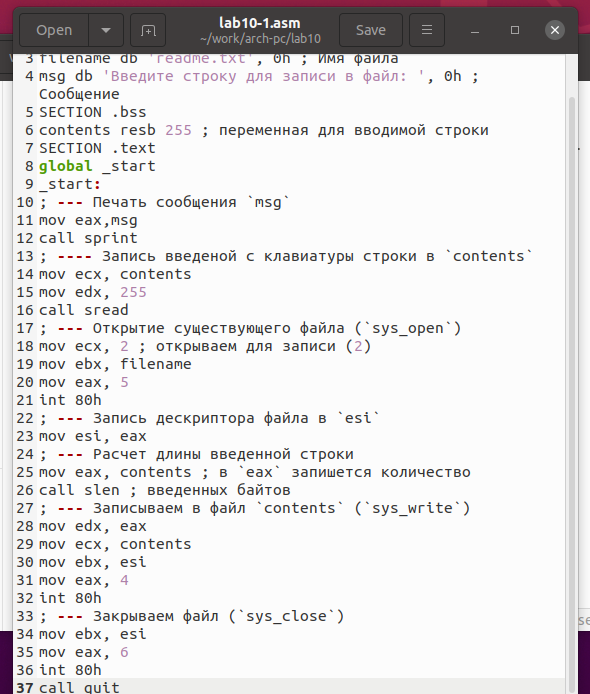 Open
lab10-1.asm
~/work/arch-pc/lab10
Save
3 filename db 'readme.txt', 0h ; Имя файла
4 msg db 'Введите строку для записи в файл: ', 0h ;
Сообщение
5 SECTION .bss
6 contents resb 255 ; переменная для вводимой строки
7 SECTION .text
8 global _start
9 _start:
10 ; --- Печать сообщения `msg`
11 mov eax,msg
12 call sprint
13 ; ---- Запись введеной с клавиатуры строки в `contents`
14 mov ecx, contents
15 mov edx, 255
16 call sread
17 ; --- Открытие существующего файла (`sys_open`)
18 mov ecx, 2 ; открываем для записи (2)
19 mov ebx, filename
20 mov eax, 5
21 int 80h
22 ; --- Запись дескриптора файла в `esi`
23 mov esi, eax
24 ; --- Расчет длины введенной строки
25 mov eax, contents ; в `eax` запишется количество
26 call slen ; введенных байтов
27 ; --- Записываем в файл `contents` (`sys_write`)
28 mov edx, eax
29 mov ecx, contents
30 mov ebx, esi
31 mov eax, 4
32 int 80h
33 ; --- Закрываем файл (`sys_close`)
34 mov ebx, esi
35 mov eax, 6
36 int 80h
37 call quit